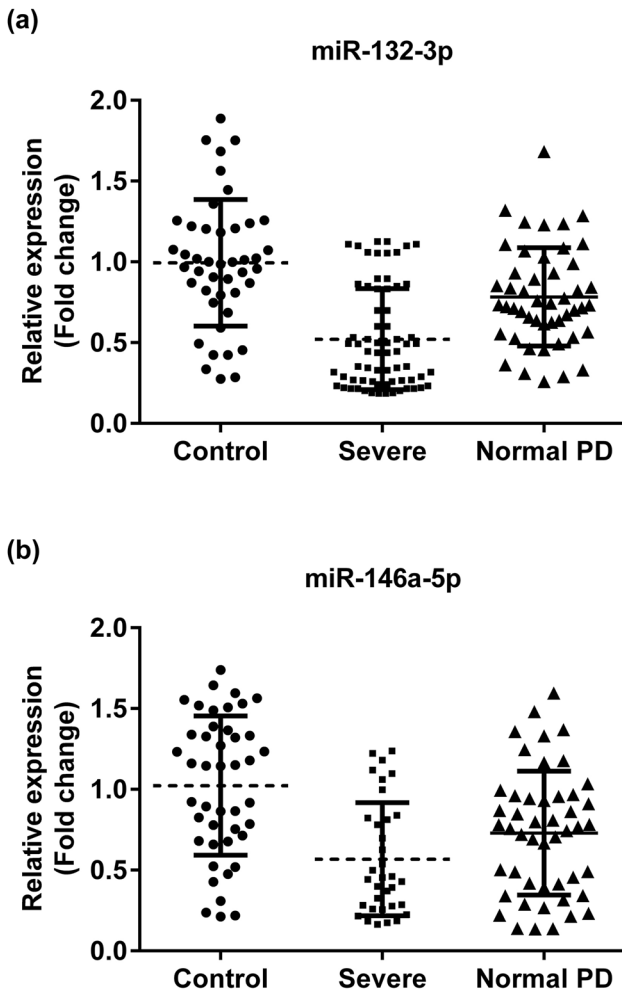 (a)
miR-132-3p
Relative expression
(Fold change)
2.0
1.5
1.0
0.5
0.0
Control Severe Normal PD
(b)
miR-146a-5p
Relative expression
(Fold change)
2.0
1.5
1.0
0.5
0.0
Control Severe Normal PD